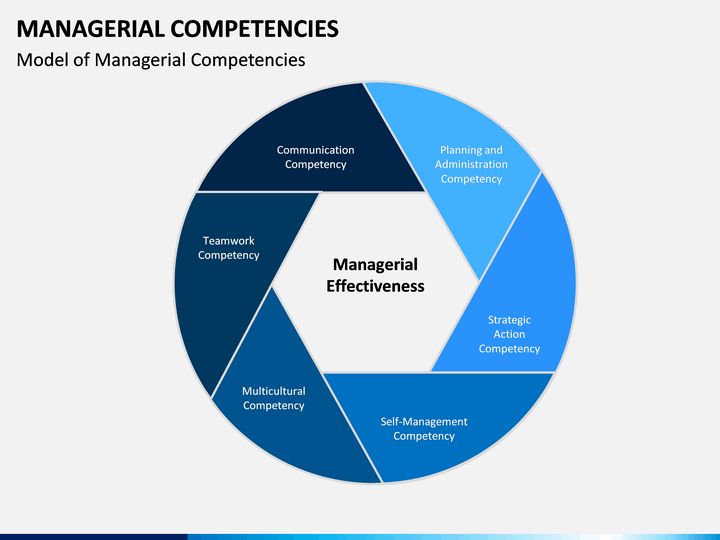 MANAGERIAL COMPETENCIES
Model of Managerial Competencies
Communication
Competency
Planning and
Administration
Competency
Teamwork
Competency
Managerial
Effectiveness
Strategic
Action
Competency
Multicultural
Competency
Self-Management
Competency